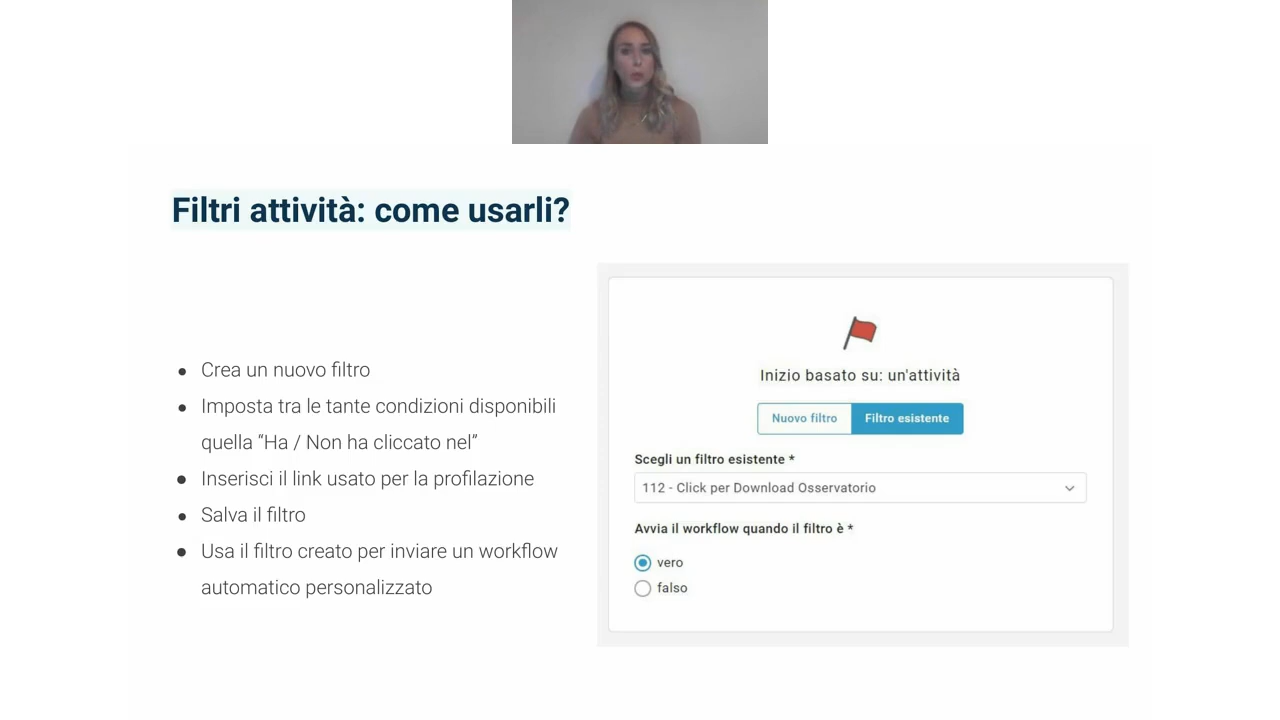 Filtri attività: come usarli?
Crea un nuovo filtro
Imposta tra le tante condizioni disponibili
quella “Ha / Non ha cliccato nel”
Inserisci il link usato per la profilazione
Salva il filtro
Usa il filtro creato per inviare un workflow
automatico personalizzato
Inizio basato su: un'attività
Nuovo filtro
Filtro esistente
Scegli un filtro esistente *
112 - Click per Download Osservatorio
Avvia il workflow quando il filtro è *
vero
falso